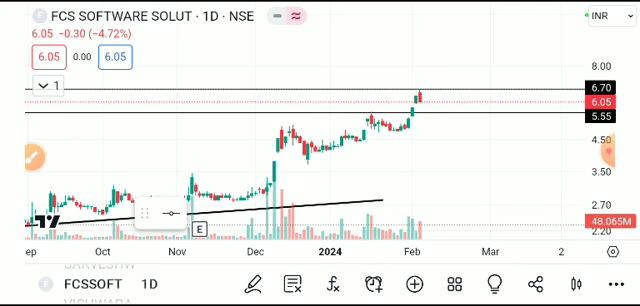 F FCS SOFTWARE SOLUT · 1D · NSE
INR
6.05 -0.30 (-4.72%)
6.05 0.00 6.05
1
8.00
6.70
6.05
5.55
4.50
3.50
2.70
48.065M
2.20
E
Oct Nov Dec 2024 Feb Mar 2
F FCSSOFT 1D